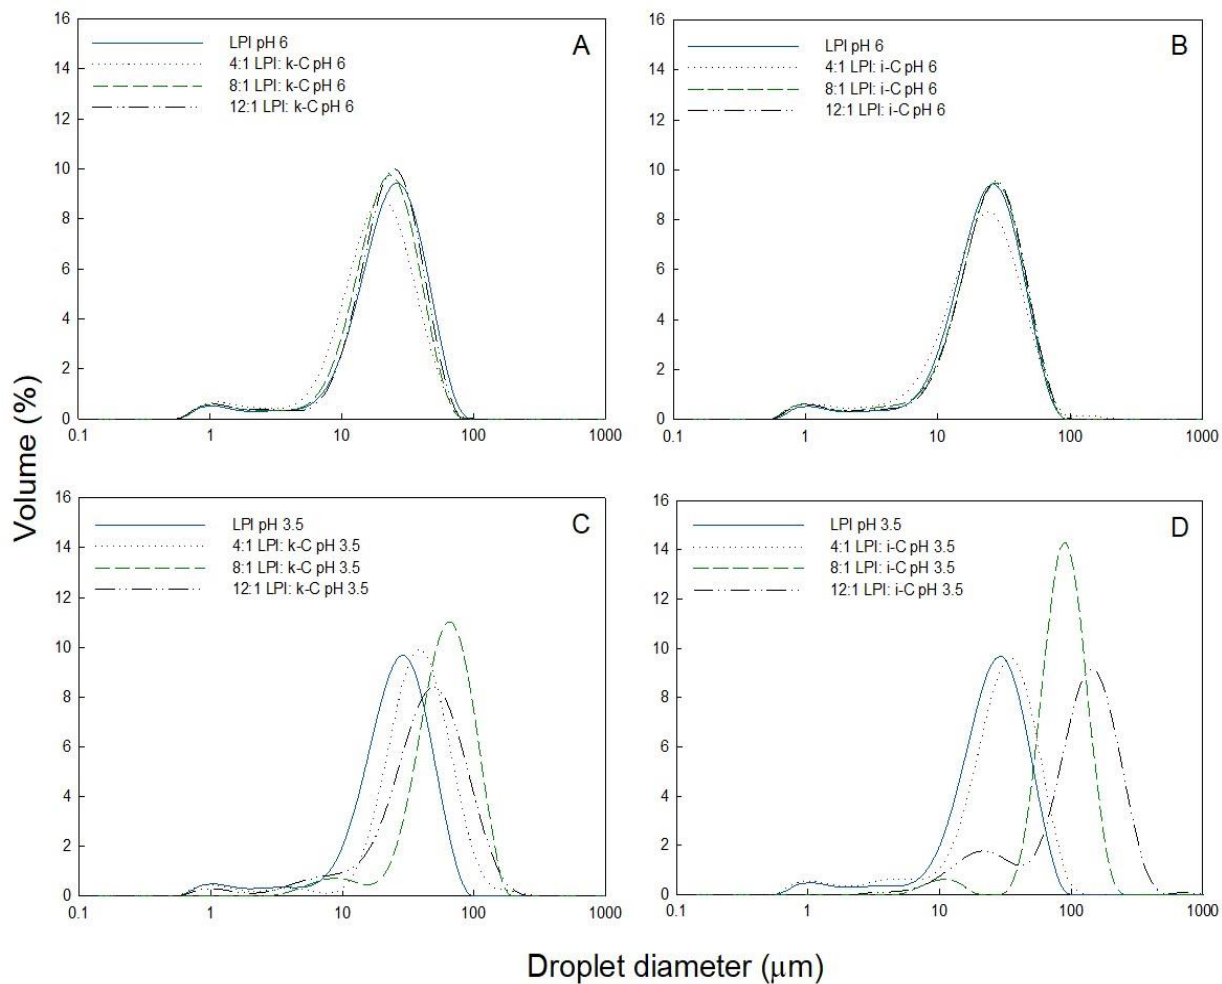 A
LPI pH 6
4:1 LPI: k-C pH 6
8:1 LPI: k-C pH 6
12:1 LPI: k-C pH 6
16
14
12
10
8
6
4
2
0
0.1 1 10 100 1000
B
LPI pH 6
4:1 LPI: i-C pH 6
8:1 LPI: i-C pH 6
12:1 LPI: i-C pH 6
16
14
12
10
8
6
4
2
0
0.1 1 10 100 1000
Volume (%)
C
LPI pH 3.5
4:1 LPI: k-C pH 3.5
8:1 LPI: k-C pH 3.5
12:1 LPI: k-C pH 3.5
16
14
12
10
8
6
4
2
0
0.1 1 10 100 1000
D
LPI pH 3.5
4:1 LPI: i-C pH 3.5
8:1 LPI: i-C pH 3.5
12:1 LPI: i-C pH 3.5
16
14
12
10
8
6
4
2
0
0.1 1 10 100 1000
Droplet diameter (μm)